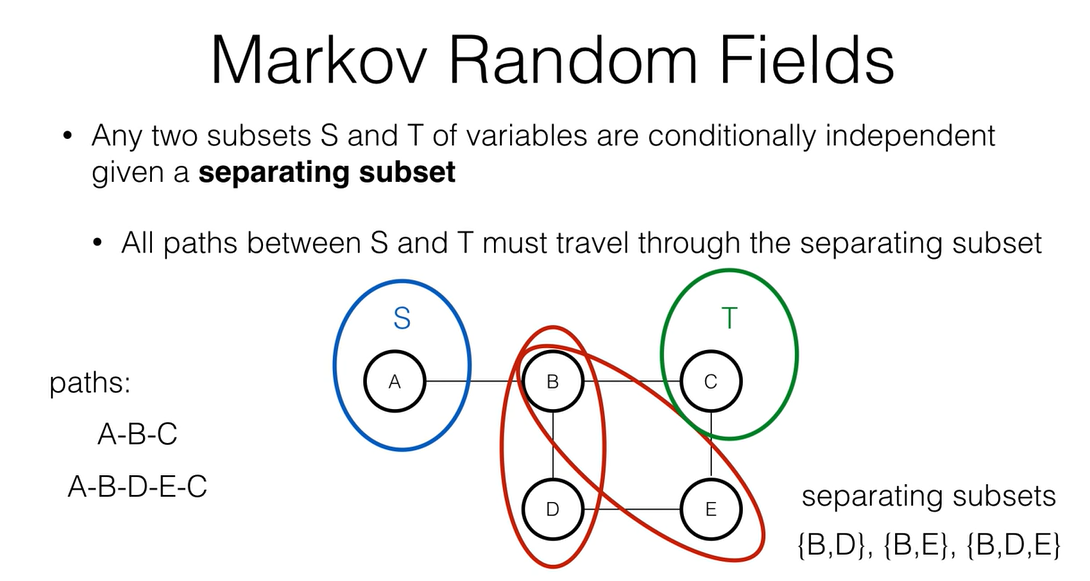 Markov Random Fields
• Any two subsets S and T of variables are conditionally independent
given a separating subset
• All paths between S and T must travel through the separating subset
S
T
A
B
C
D
E
paths:
A-B-C
A-B-D-E-C
separating subsets
{B,D}, {B,E}, {B,D,E}